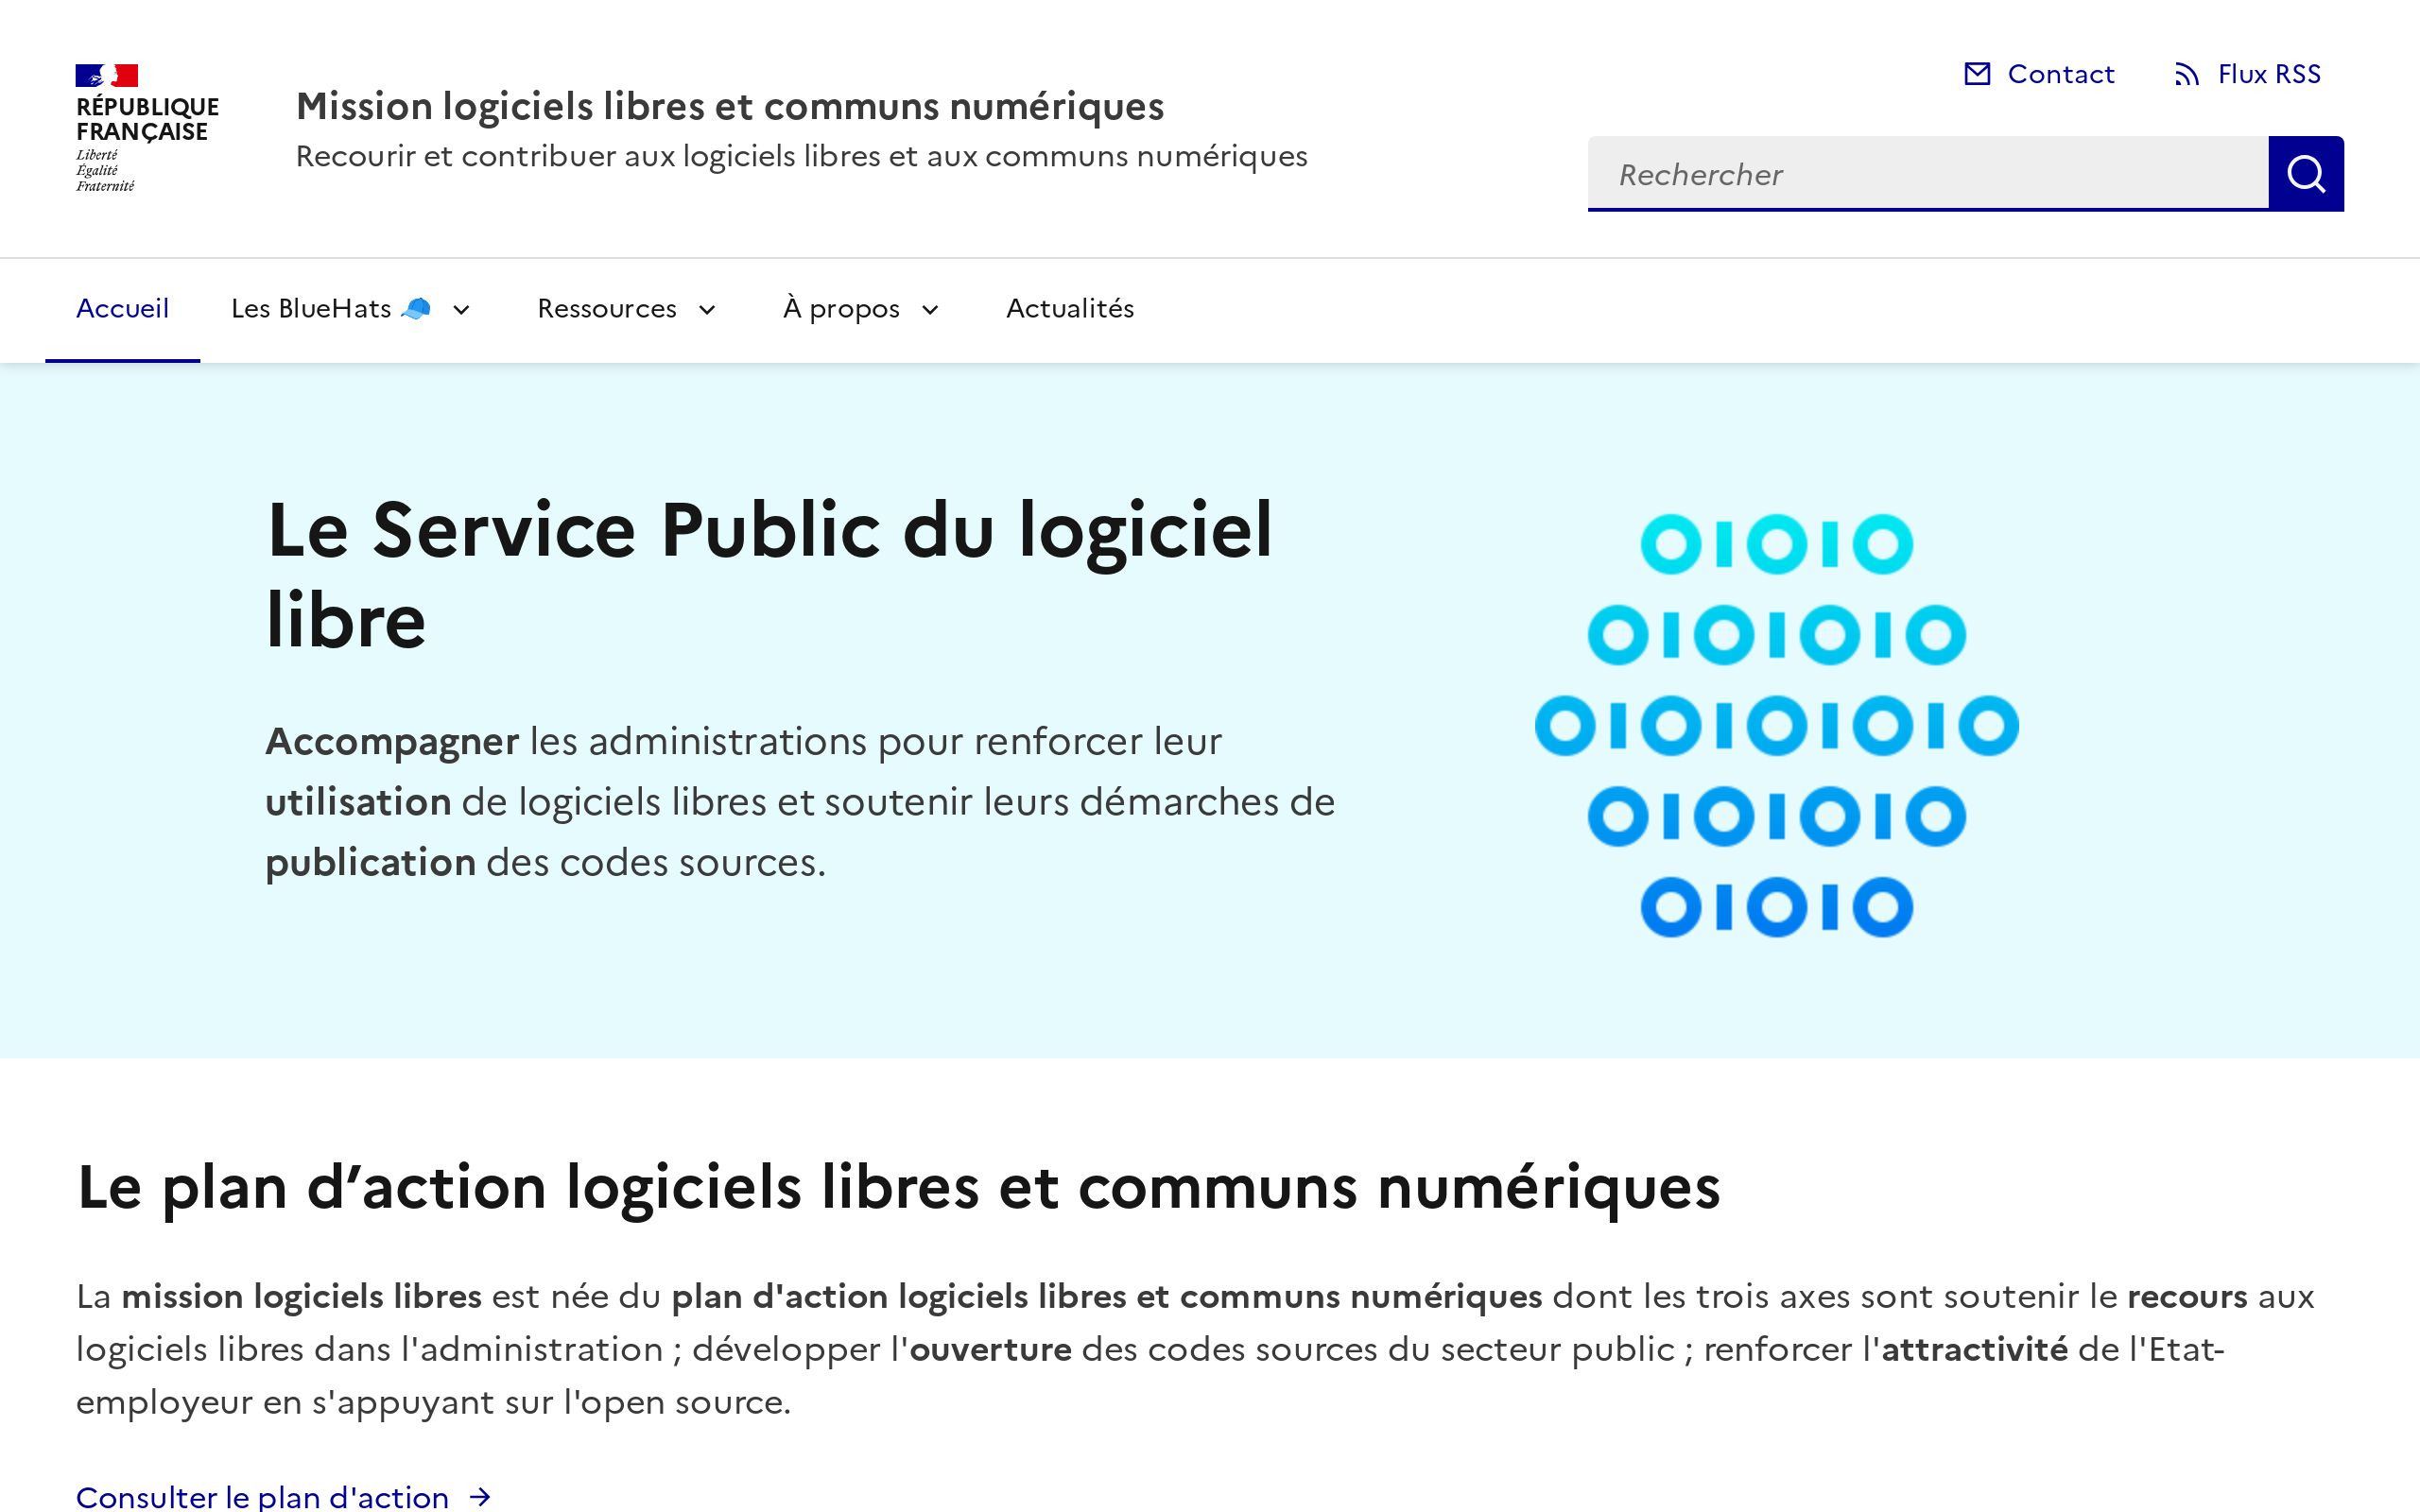 RÉPUBLIQUE
FRANÇAISE
Liberté
Égalité
Fraternité
Mission logiciels libres et communs numériques
Recourir et contribuer aux logiciels libres et aux communs numériques
Contact
Flux RSS
Rechercher
Accueil
Les BlueHats 🧢
Ressources
À propos
Actualités
Le Service Public du logiciel
libre
Accompagner les administrations pour renforcer leur
utilisation de logiciels libres et soutenir leurs démarches de
publication des codes sources.
OIOIO
OIOIOIO
OIOIOIOIO
OIOIOIO
OIOIO
Le plan d’action logiciels libres et communs numériques
La mission logiciels libres est née du plan d'action logiciels libres et communs numériques dont les trois axes sont soutenir le recours aux
logiciels libres dans l'administration ; développer l'ouverture des codes sources du secteur public ; renforcer l'attractivité de l'Etat-
employeur en s'appuyant sur l'open source.
Consulter le plan d'action →